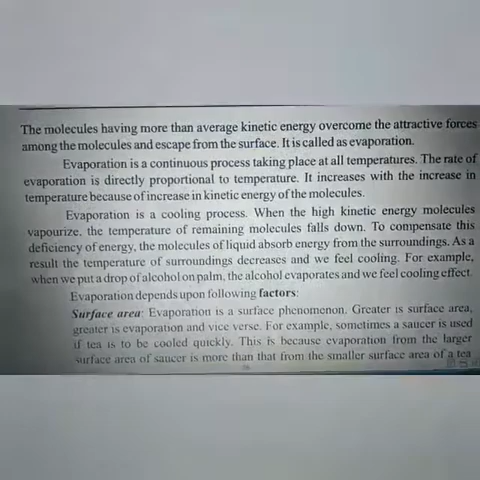 The molecules having more than average kinetic energy overcome the attractive forces
among the molecules and escape from the surface. It is called as evaporation.
Evaporation is a continuous process taking place at all temperatures. The rate of
evaporation is directly proportional to temperature. It increases with the increase in
temperature because of increase in kinetic energy of the molecules.
Evaporation is a cooling process. When the high kinetic energy molecules
vapourize, the temperature of remaining molecules falls down. To compensate this
deficiency of energy, the molecules of liquid absorb energy from the surroundings. As a
result the temperature of surroundings decreases and we feel cooling. For example,
when we put a drop of alcohol on palm, the alcohol evaporates and we feel cooling effect.
Evaporation depends upon following factors:
Surface area: Evaporation is a surface phenomenon. Greater is surface area,
greater is evaporation and vice verse. For example, sometimes a saucer is used
if tea is to be cooled quickly. This is because evaporation from the larger
surface area of saucer is more than that from the smaller surface area of a tea